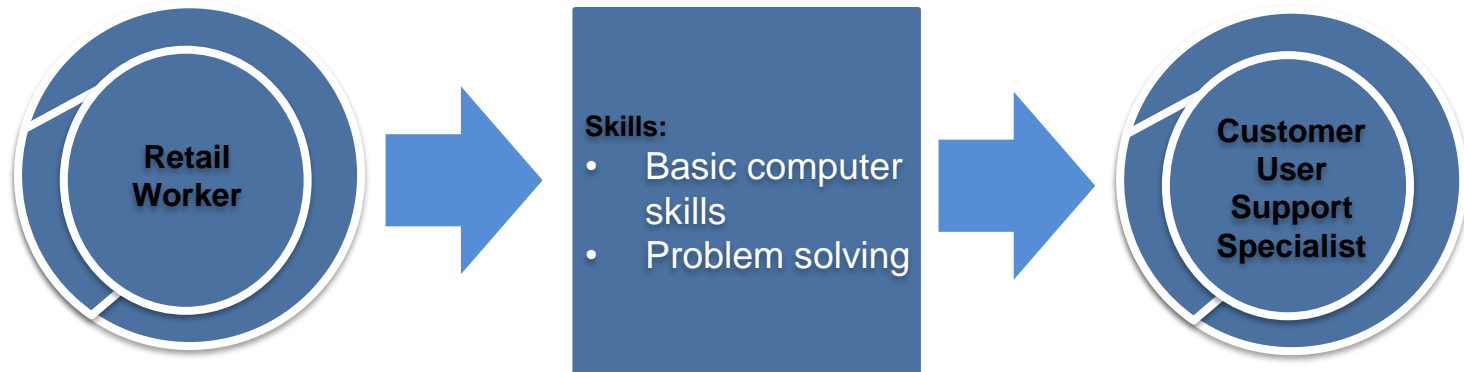 Retail
Worker
Skills:
• Basic computer
skills
• Problem solving
Customer
User
Support
Specialist